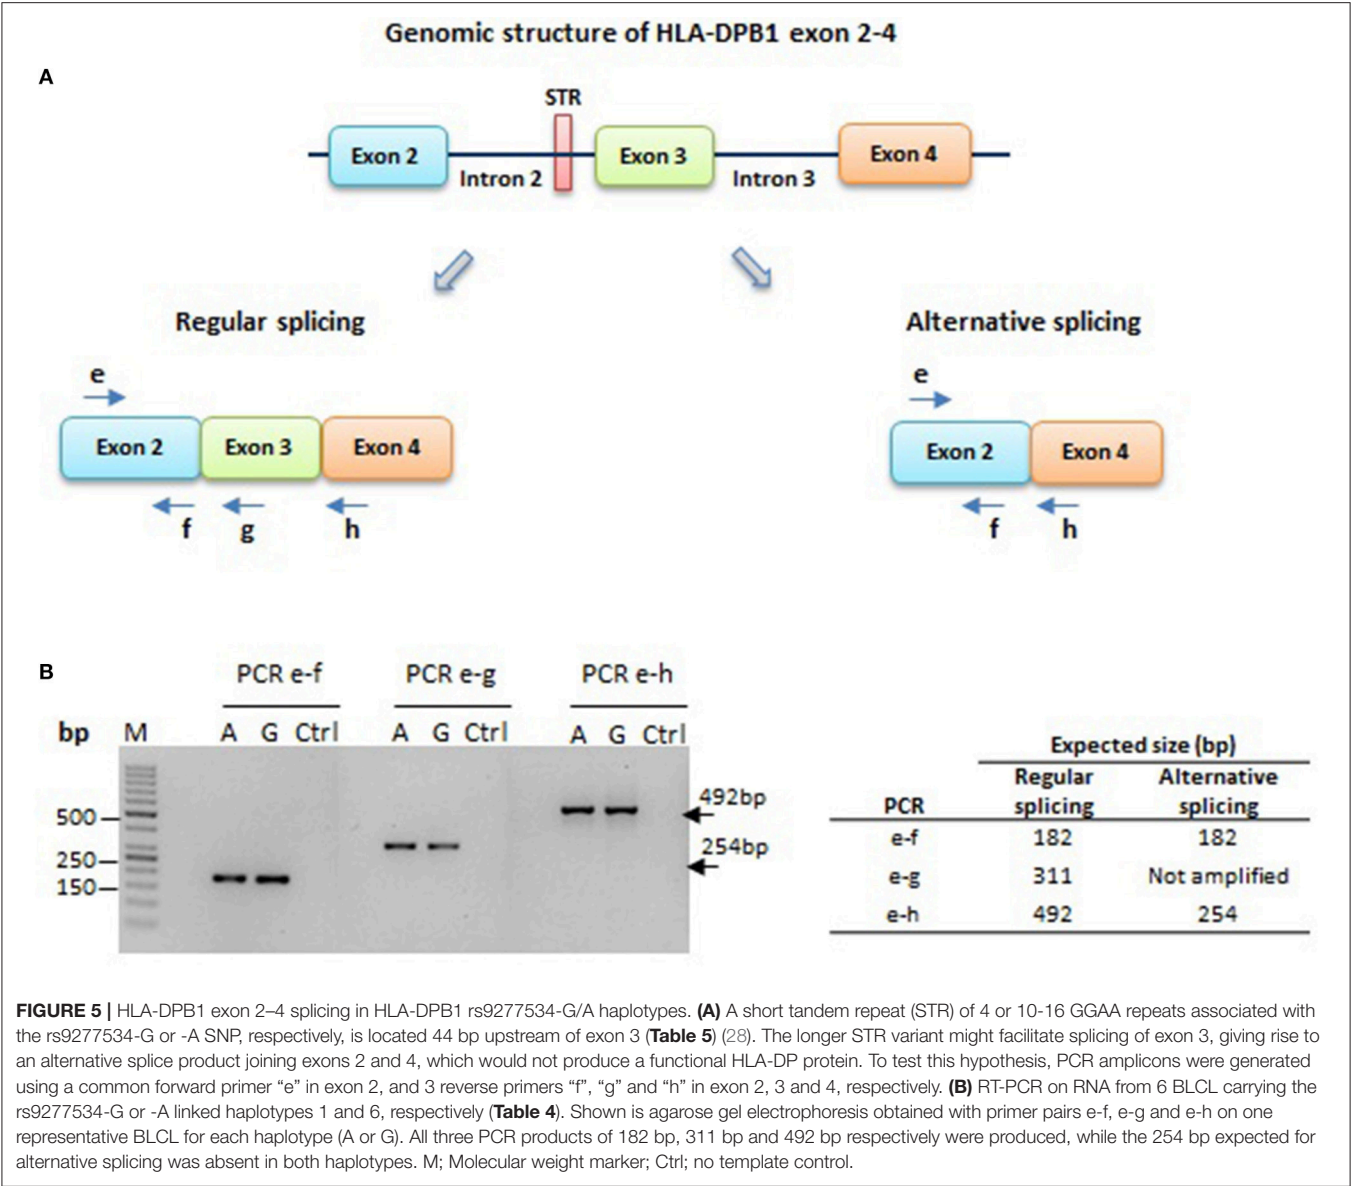 Genomic structure of HLA-DPB1 exon 2-4
A
STR
Exon 2
Exon 3
Exon 4
Intron 2
Intron 3
Regular splicing
Alternative splicing
e
e
Exon 2
Exon 3
Exon 4
Exon 2
Exon 4
f
g
h
f
h
B
PCR e-f
PCR e-g
PCR e-h
bp
M
A G Ctrl
A G Ctrl
A G Ctrl
500
250
150
492bp
254bp
Expected size (bp)
PCR
Regular splicing
Alternative splicing
e-f 182 182
e-g 311 Not amplified
e-h 492 254
FIGURE 5 | HLA-DPB1 exon 2–4 splicing in HLA-DPB1 rs9277534-G/A haplotypes. (A) A short tandem repeat (STR) of 4 or 10-16 GGAA repeats associated with
the rs9277534-G or -A SNP, respectively, is located 44 bp upstream of exon 3 (Table 5) (28). The longer STR variant might facilitate splicing of exon 3, giving rise to
an alternative splice product joining exons 2 and 4, which would not produce a functional HLA-DP protein. To test this hypothesis, PCR amplicons were generated
using a common forward primer “e” in exon 2, and 3 reverse primers “f”, “g” and “h” in exon 2, 3 and 4, respectively. (B) RT-PCR on RNA from 6 BLCL carrying the
rs9277534-G or -A linked haplotypes 1 and 6, respectively (Table 4). Shown is agarose gel electrophoresis obtained with primer pairs e-f, e-g and e-h on one
representative BLCL for each haplotype (A or G). All three PCR products of 182 bp, 311 bp and 492 bp respectively were produced, while the 254 bp expected for
alternative splicing was absent in both haplotypes. M; Molecular weight marker; Ctrl; no template control.